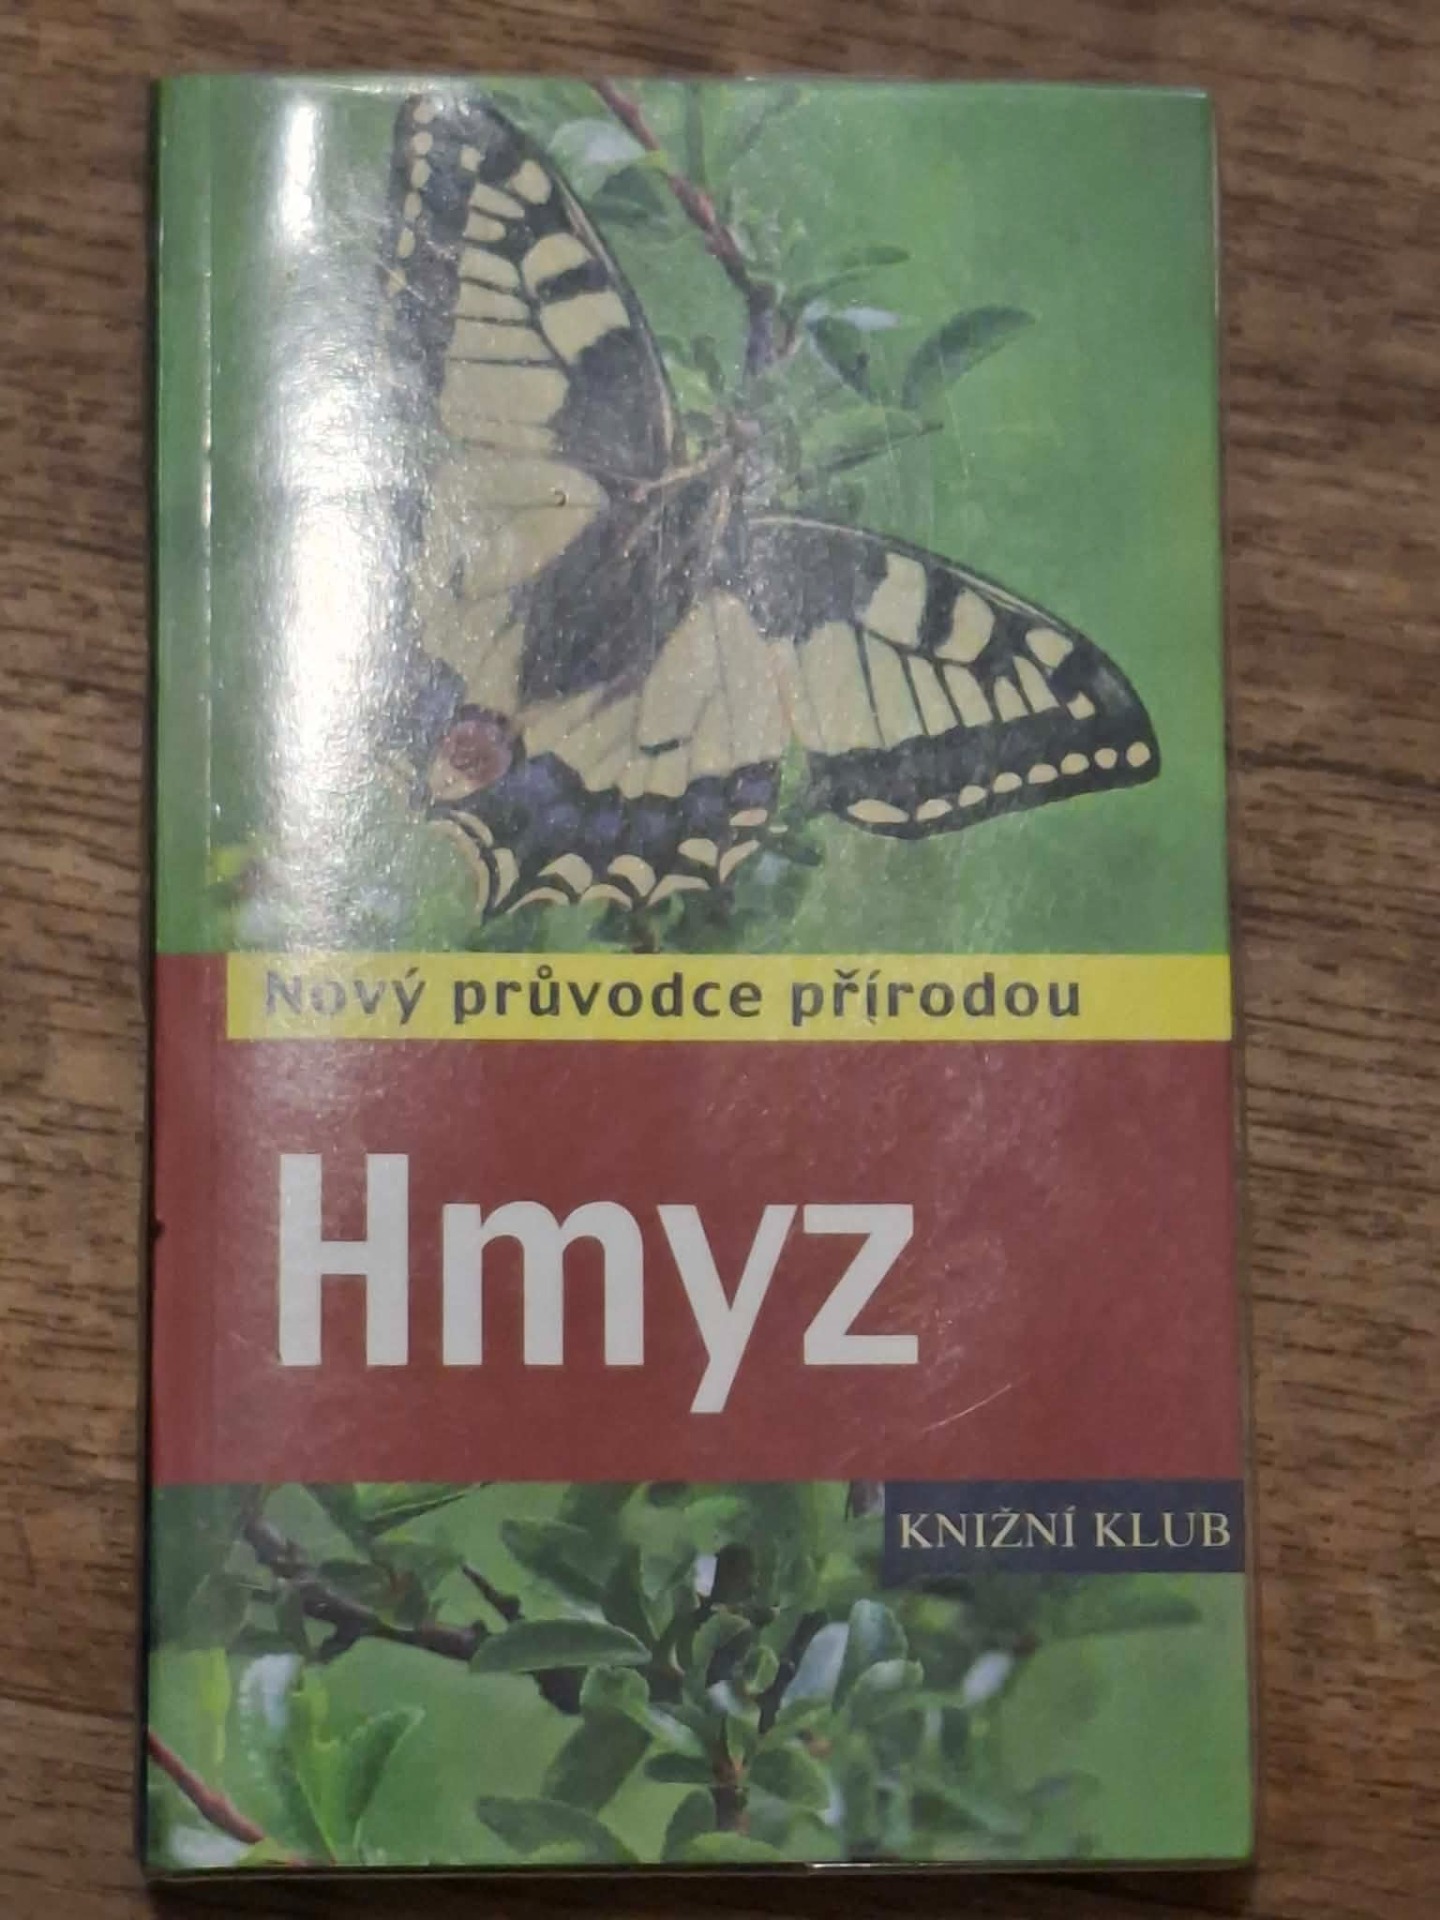 Nový průvodce přírodou
Hmyz
KNIŽNÍ KLUB